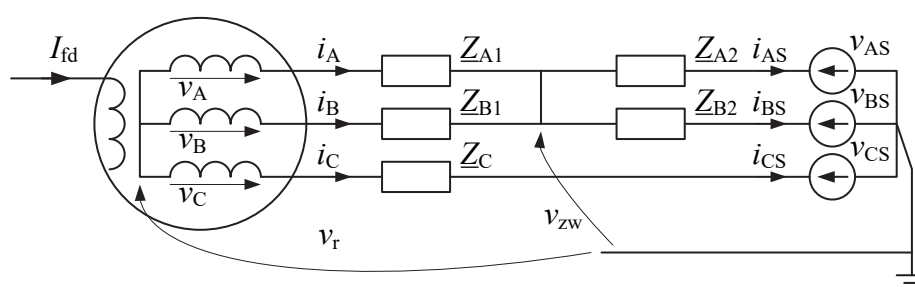 I_fd
i_A Z_A1 Z_A2 i_AS v_AS
v_A
i_B Z_B1 Z_B2 i_BS v_BS
v_B
i_C Z_C i_CS v_CS
v_C
v_r v_zw